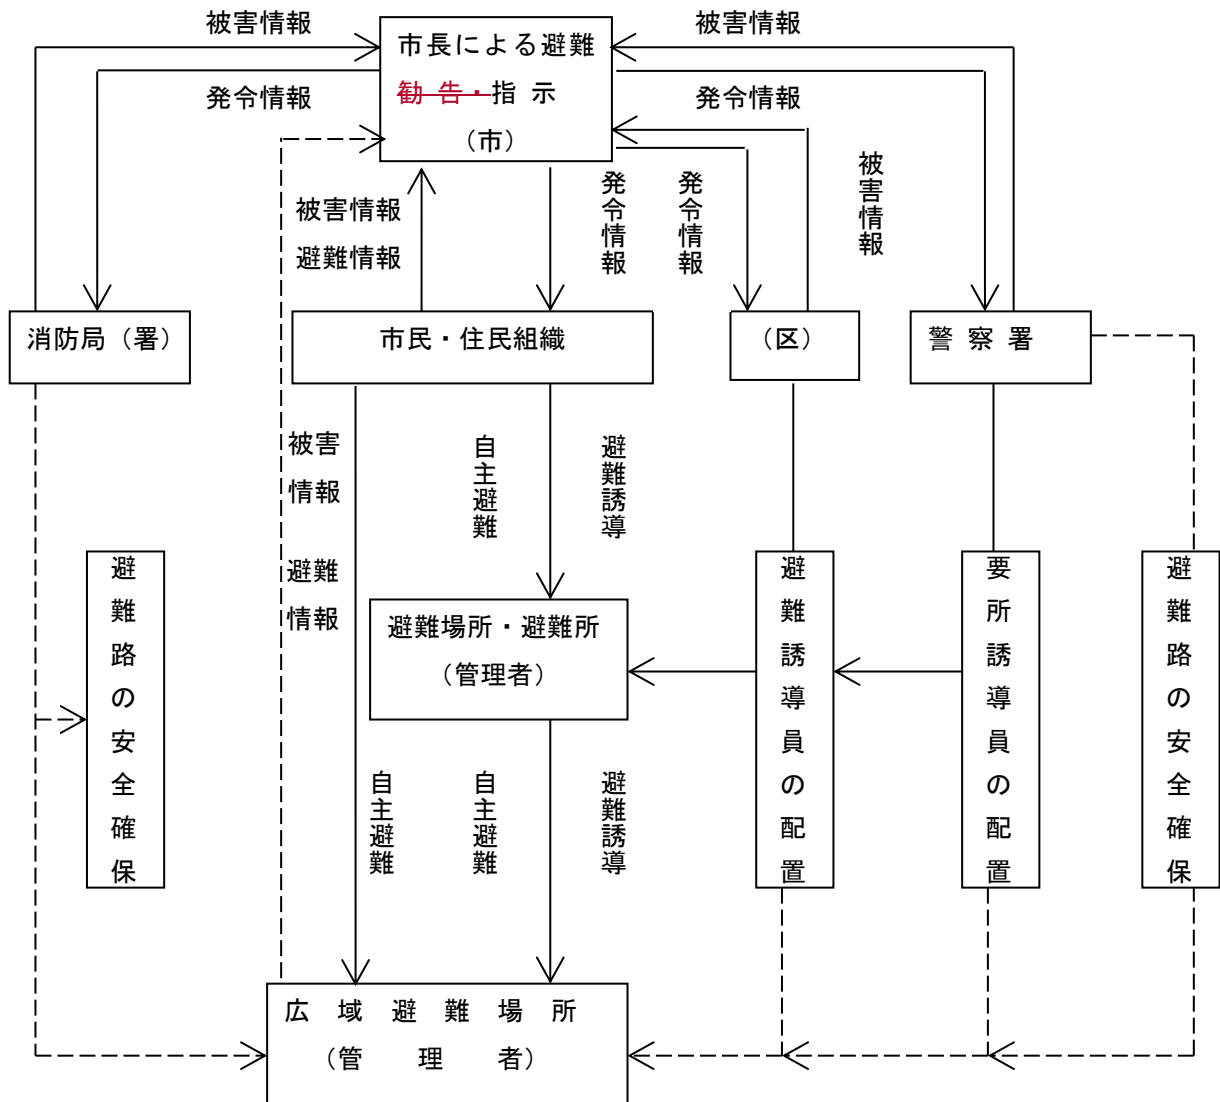 被害情報
被害情報
市長による避難
勧告・指示
（市）
発令情報
発令情報
被害情報
避難情報
発令情報
発令情報
被害情報
消防局（署）
市民・住民組織
（区）
警察署
被害
情報
避難
情報
自主避難
避難誘導
避難路の安全確保
避難場所・避難所
（管理者）
避難誘導員の配置
要所誘導員の配置
避難路の安全確保
自主避難
自主避難
避難誘導
広域避難場所
（管理者）